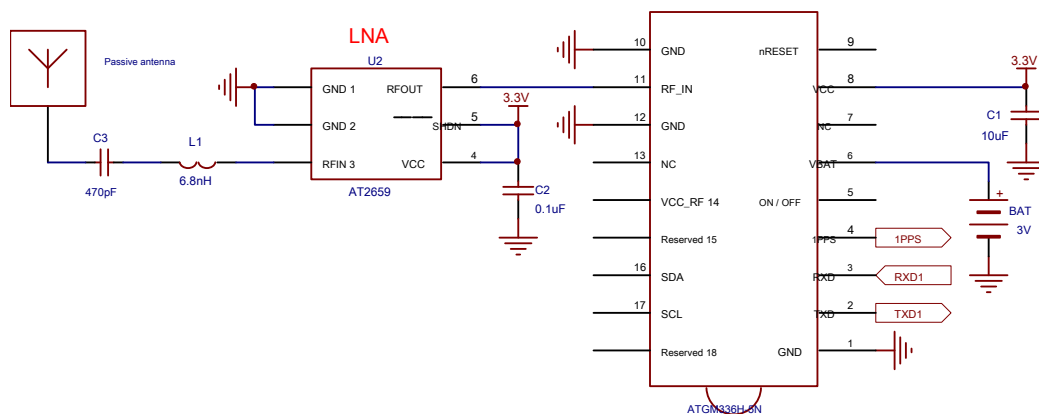 LNA
Passive antenna
C3
470pF
L1
6.8nH
U2
GND 1
GND 2
RFIN 3
RFOUT
SHDN
VCC
6
5
4
AT2659
3.3V
C2
0.1uF
10
GND
11
RF_IN
12
GND
13
NC
VCC_RF 14
Reserved 15
16
SDA
17
SCL
Reserved 18
nRESET
9
VCC
8
NC
7
VBAT
6
ON / OFF
5
1PPS
4
RXD
3
TXD
2
GND
1
ATGM336H-5N
1PPS
RXD1
TXD1
3.3V
C1
10uF
+
BAT
3V